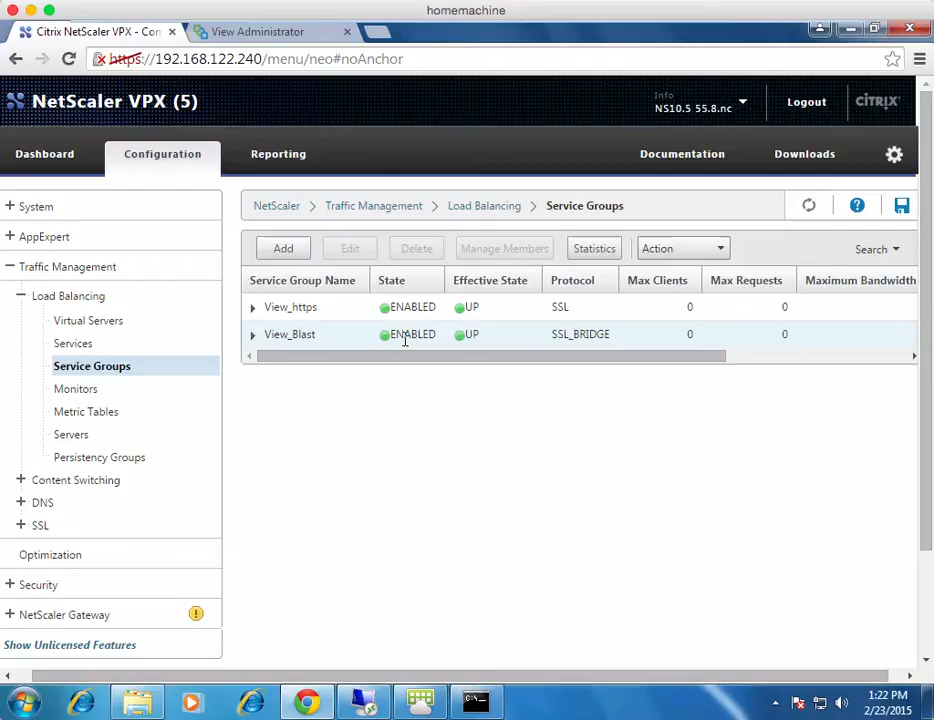 homemachine
Citrix NetScaler VPX - Con
View Administrator
https://192.168.122.240/menu/neo#noAnchor
NetScaler VPX (5)
Info
NS10.5 55.8.nc
Logout
CITRIX
Dashboard
Configuration
Reporting
Documentation
Downloads
System
AppExpert
Traffic Management
Load Balancing
Virtual Servers
Services
Service Groups
Monitors
Metric Tables
Servers
Persistency Groups
Content Switching
DNS
SSL
Optimization
Security
NetScaler Gateway
Show Unlicensed Features
NetScaler > Traffic Management > Load Balancing > Service Groups
Add Edit Delete Manage Members Statistics Action Search
Service Group Name State Effective State Protocol Max Clients Max Requests Maximum Bandwidth
View_https ENABLED UP SSL 0 0
View_Blast ENABLED UP SSL_BRIDGE 0 0
C:\.
1:22 PM
2/23/2015